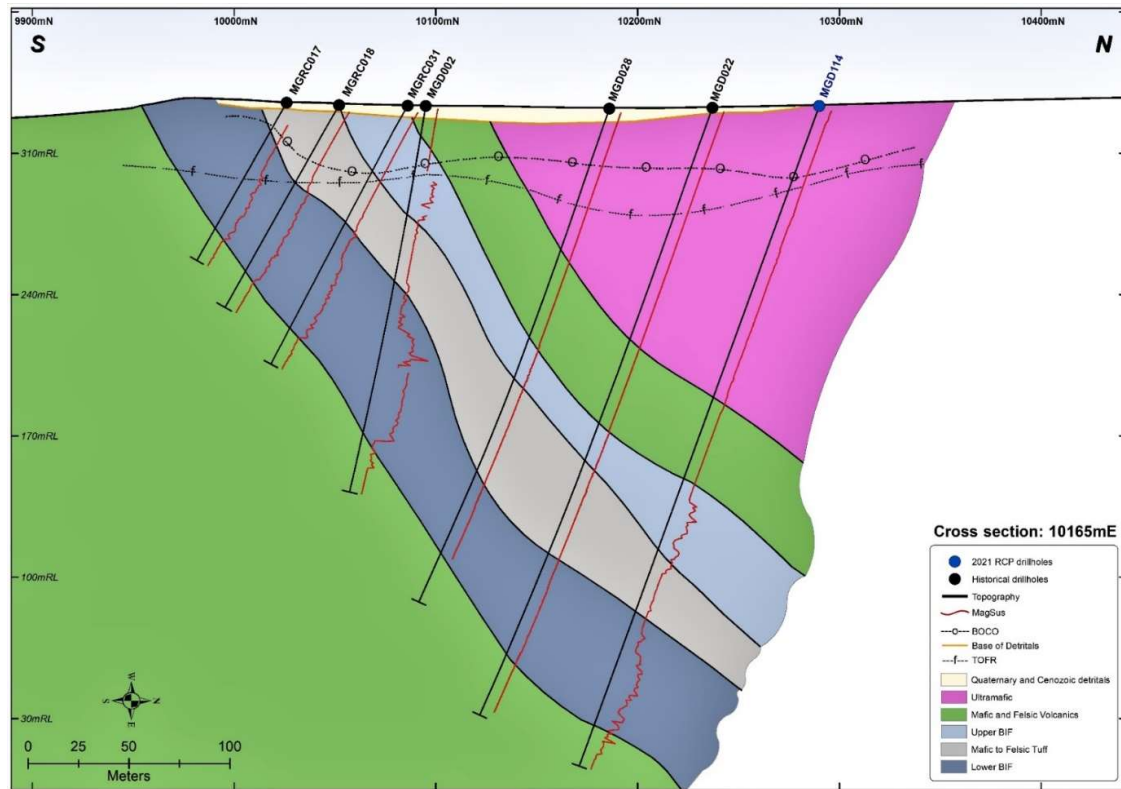 9900mN
10000mN
10100mN
10200mN
10300mN
10400mN
S
N
MGRC017
MGRC018
MGRC031
MGD002
MGD028
MGD022
MGD114
310mRL
240mRL
170mRL
100mRL
30mRL
f f f f f f f f f f
W
S N
E
0 50 100
Meters
Cross section: 10165mE
2021 RCP drillholes
Historical drillholes
Topography
MagSus
BOCO
Base of Detritals
f TOFR
Quaternary and Cenozoic detritals
Ultramafic
Mafic and Felsic Volcanics
Upper BIF
Mafic to Felsic Tuff
Lower BIF